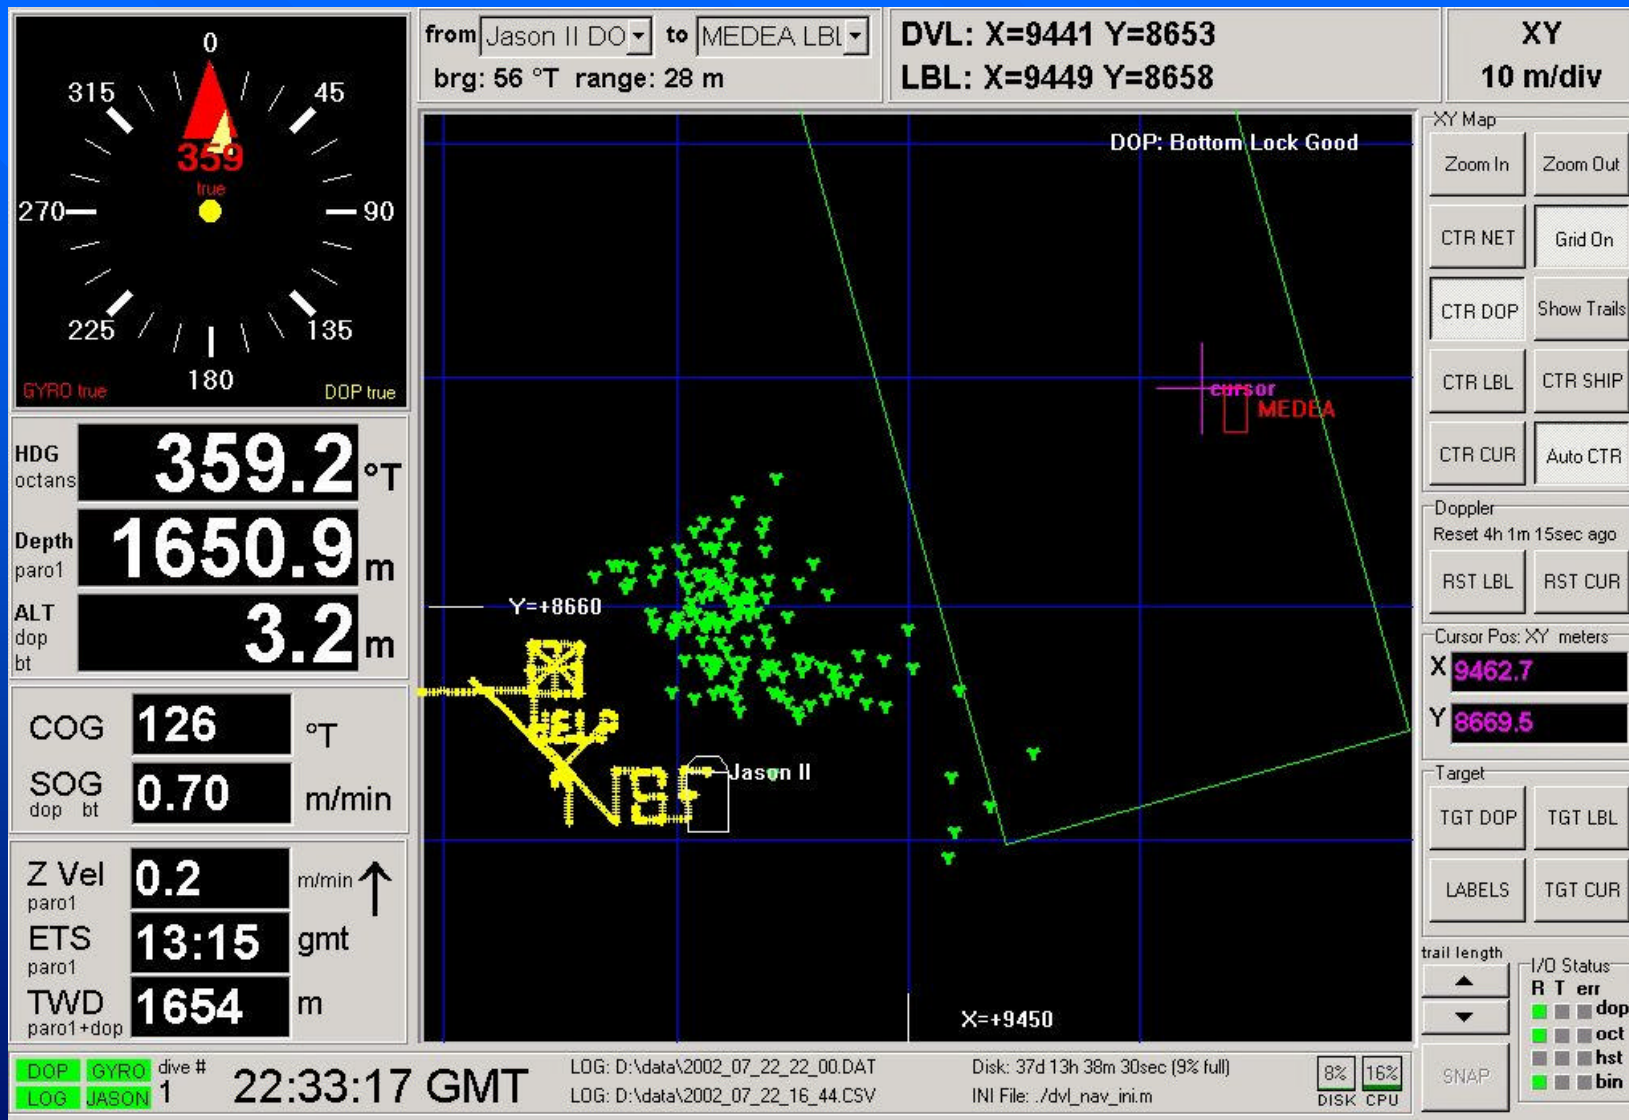 from Jason II DO to MEDEA LBL
brg: 56 °T range: 28 m
DVL: X=9441 Y=8653
LBL: X=9449 Y=8658
XY
10 m/div
0
45
90
135
180
225
270
315
359
true
GYRO true
DOP true
HDG
octans
359.2 °T
Depth
paro1
1650.9 m
ALT
dop
bt
3.2 m
COG 126 °T
SOG 0.70 m/min
dop bt
Z Vel 0.2 m/min
paro1
ETS 13:15 gmt
paro1
TWD 1654 m
paro1+dop
DOP: Bottom Lock Good
cursor
MEDEA
Y=+8660
HELP
NSF
Jason II
X=+9450
XY Map
Zoom In Zoom Out
CTR NET Grid On
CTR DOP Show Trails
CTR LBL CTR SHIP
CTR CUR Auto CTR
Doppler
Reset 4h 1m 15sec ago
RST LBL RST CUR
Cursor Pos: XY meters
X 9462.7
Y 8669.5
Target
TGT DOP TGT LBL
LABELS TGT CUR
trail length
I/O Status
R T err
dop
oct
hst
bin
SNAP
DOP GYRO
LOG JASON
dive #
1
22:33:17 GMT
LOG: D:\data\2002_07_22_22_00.DAT
LOG: D:\data\2002_07_22_16_44.CSV
Disk: 37d 13h 38m 30sec (9% full)
INI File: ./dvl_nav_ini.m
8% 16%
DISK CPU